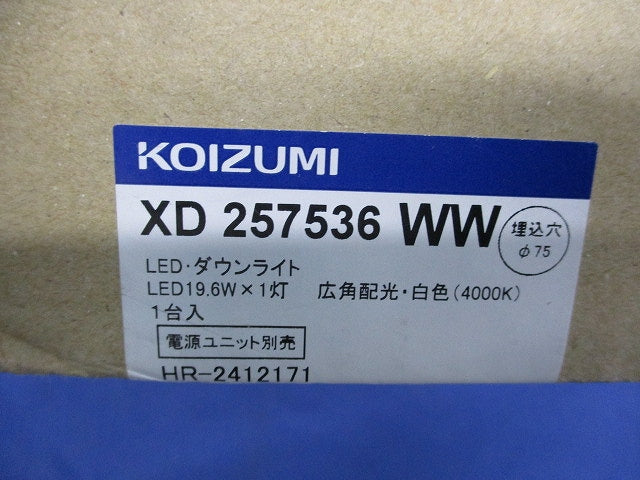 KOIZUMI
XD 257536 WW
埋込穴
φ75
LED・ダウンライト
LED19.6W×1灯 広角配光・白色(4000K)
1台入
電源ユニット別売
HR-2412171